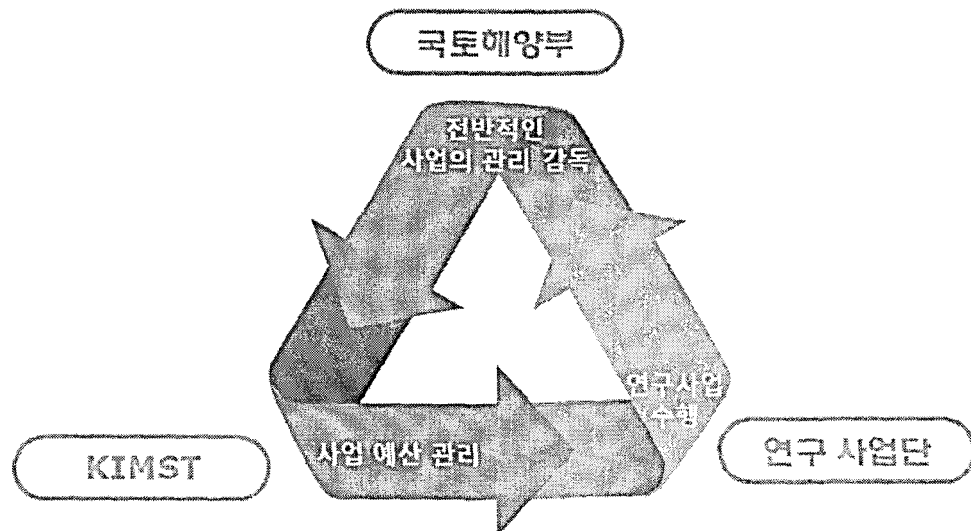 국토해양부
전반적인
사업의 관리 감독
연구사업
수행
사업 예산 관리
KIMST
연구 사업단